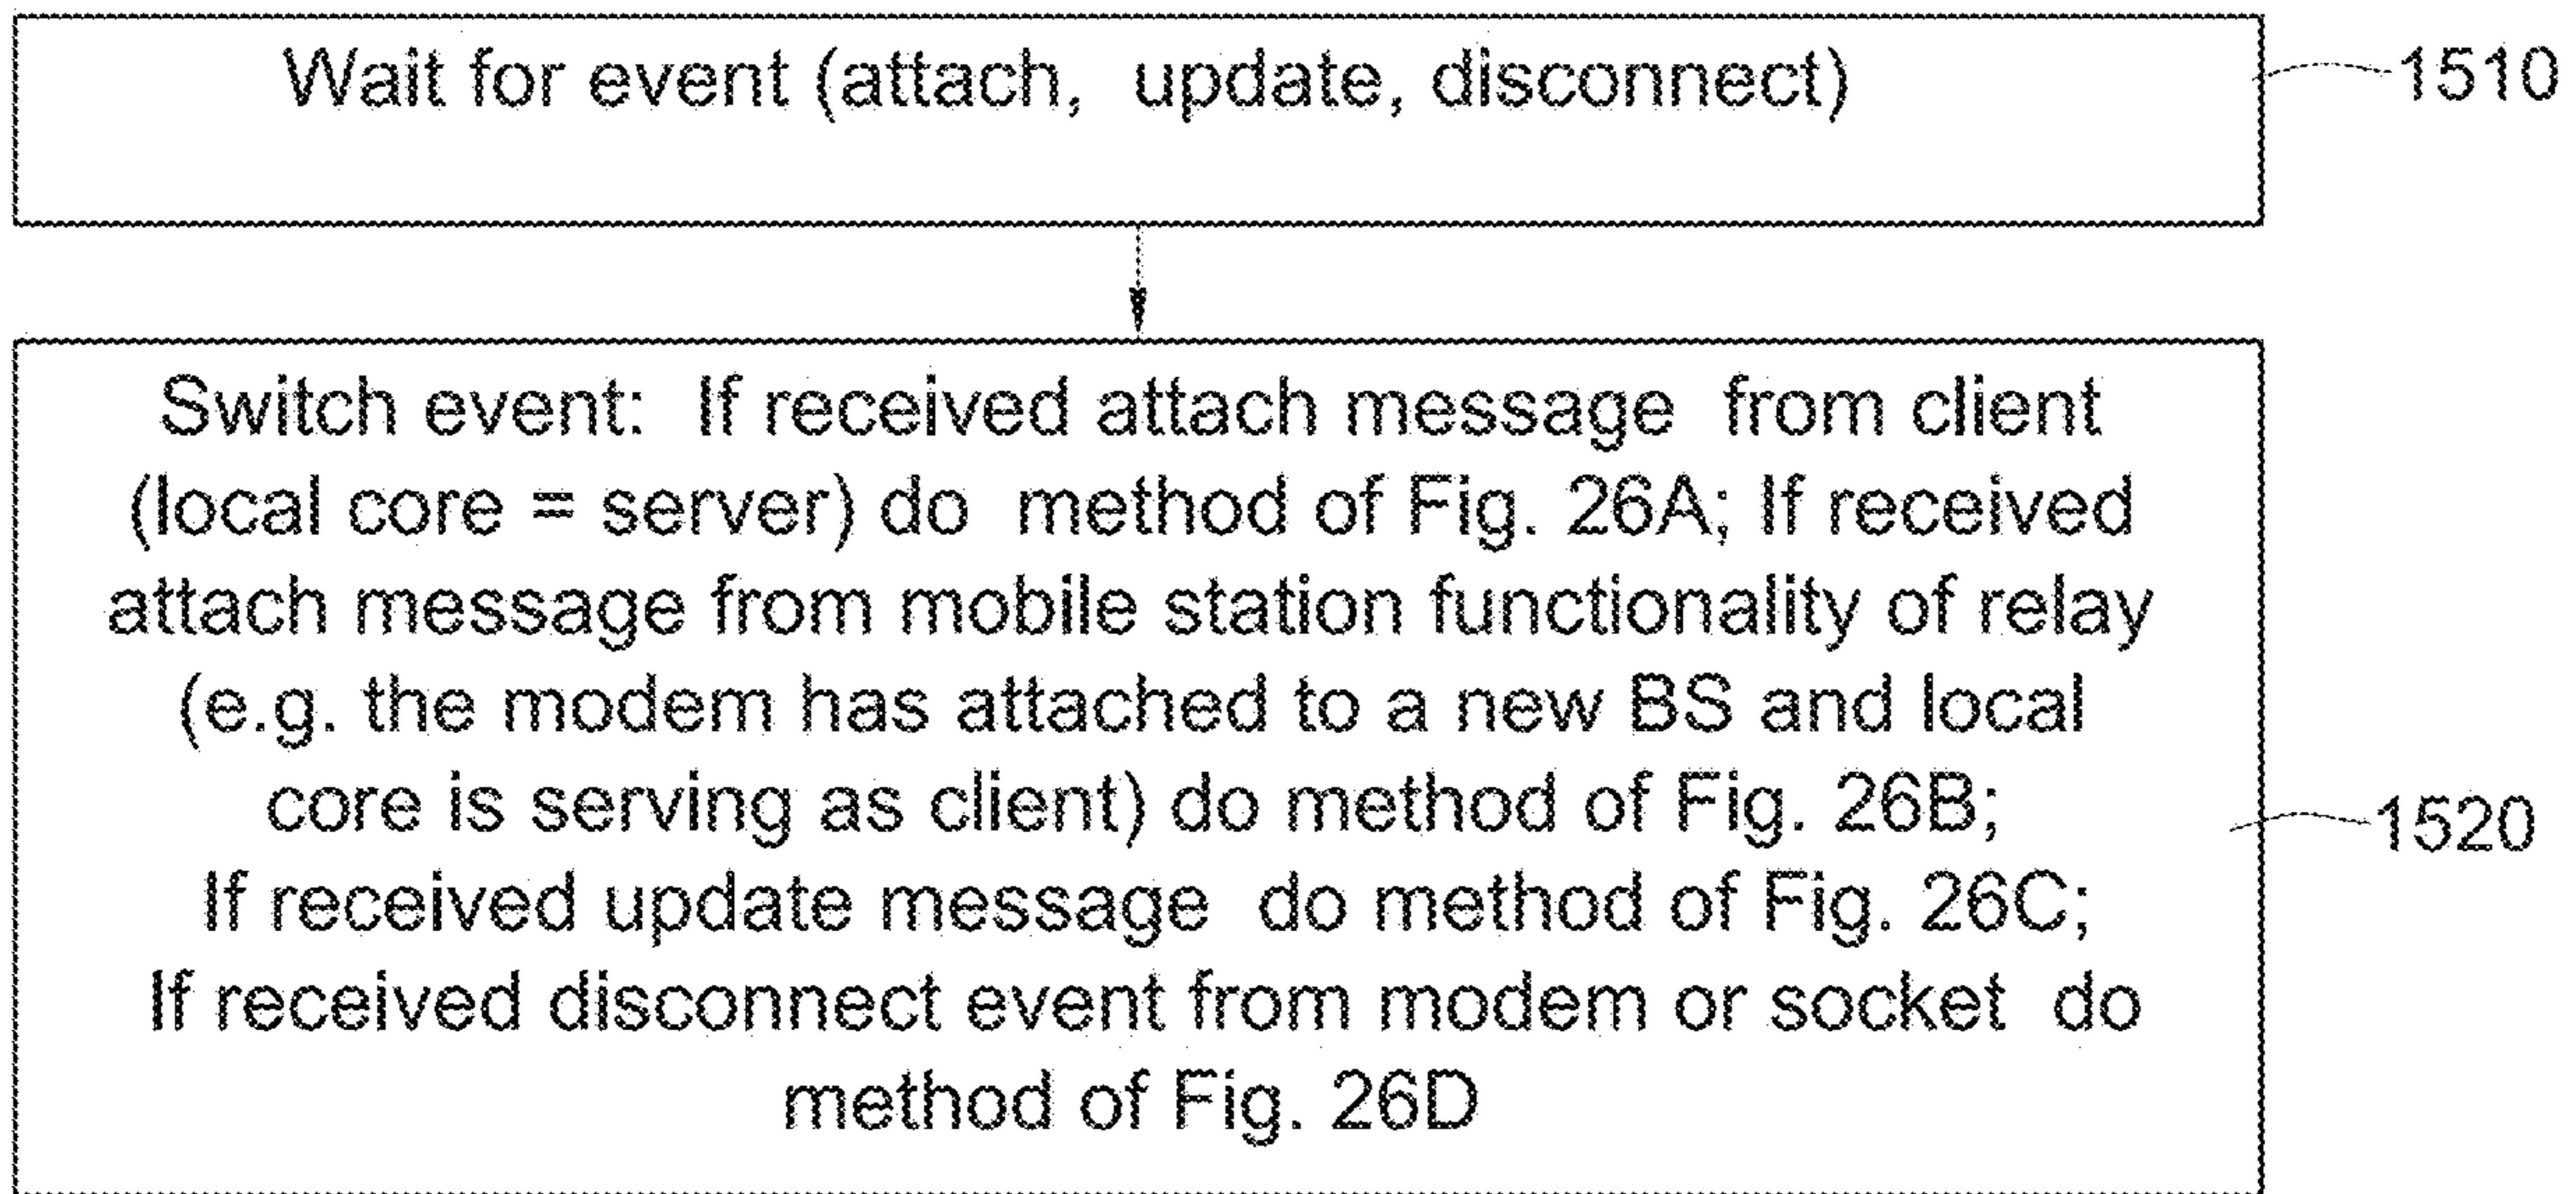 Wait for event (attach, update, disconnect)
1510
Switch event: If received attach message from client
(local core = server) do method of Fig. 26A; If received
attach message from mobile station functionality of relay
(e.g. the modem has attached to a new BS and local
core is serving as client) do method of Fig. 26B;
1520
If received update message do method of Fig. 26C;
If received disconnect event from modem or socket do
method of Fig. 26D